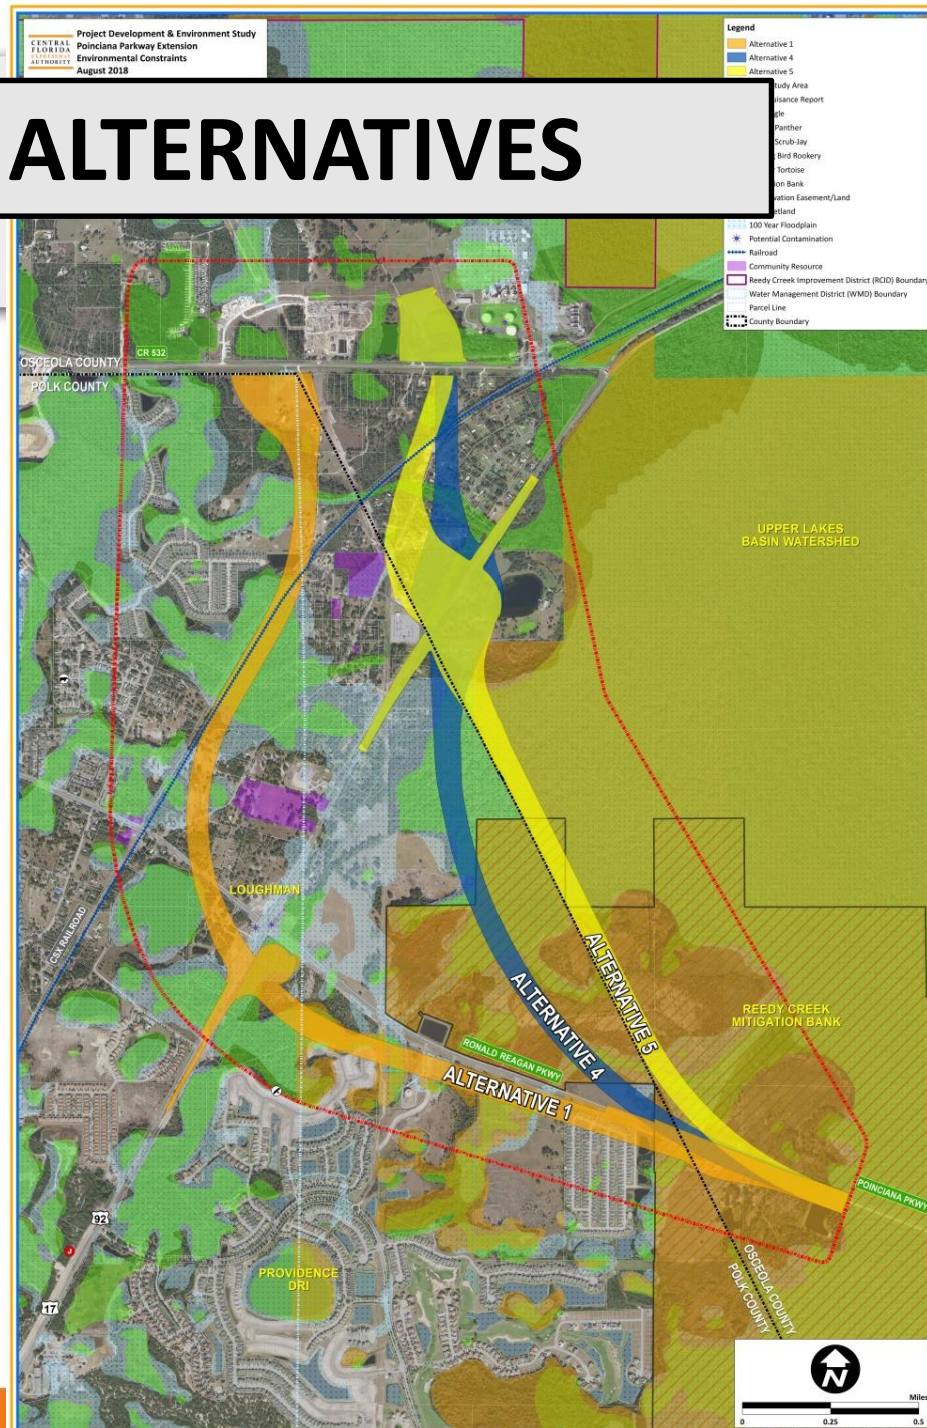 CENTRAL
FLORIDA
EXPRESSWAY
AUTHORITY
Project Development & Environment Study
Poinciana Parkway Extension
Environmental Constraints
August 2018
ALTERNATIVES
Legend
Alternative 1
Alternative 4
Alternative 5
tudy Area
aisance Report
gle
Panther
Scrub-Jay
g Bird Rookery
Tortoise
ion Bank
vation Easement/Land
etland
100 Year Floodplain
Potential Contamination
Railroad
Community Resource
Reedy Crreek Improvement District (RCID) Boundary
Water Management District (WMD) Boundary
Parcel Line
County Boundary
CR 532
OSCEOLA COUNTY
POLK COUNTY
UPPER LAKES
BASIN WATERSHED
LOUGHMAN
CSX RAILROAD
ALTERNATIVE 5
ALTERNATIVE 4
REEDY CREEK
MITIGATION BANK
RONALD REAGAN PKWY
ALTERNATIVE 1
POINCIANA PKWY
92
17
PROVIDENCE
DRI
OSCEOLA COUNTY
POLK COUNTY
N
Miles
0 0.25 0.5